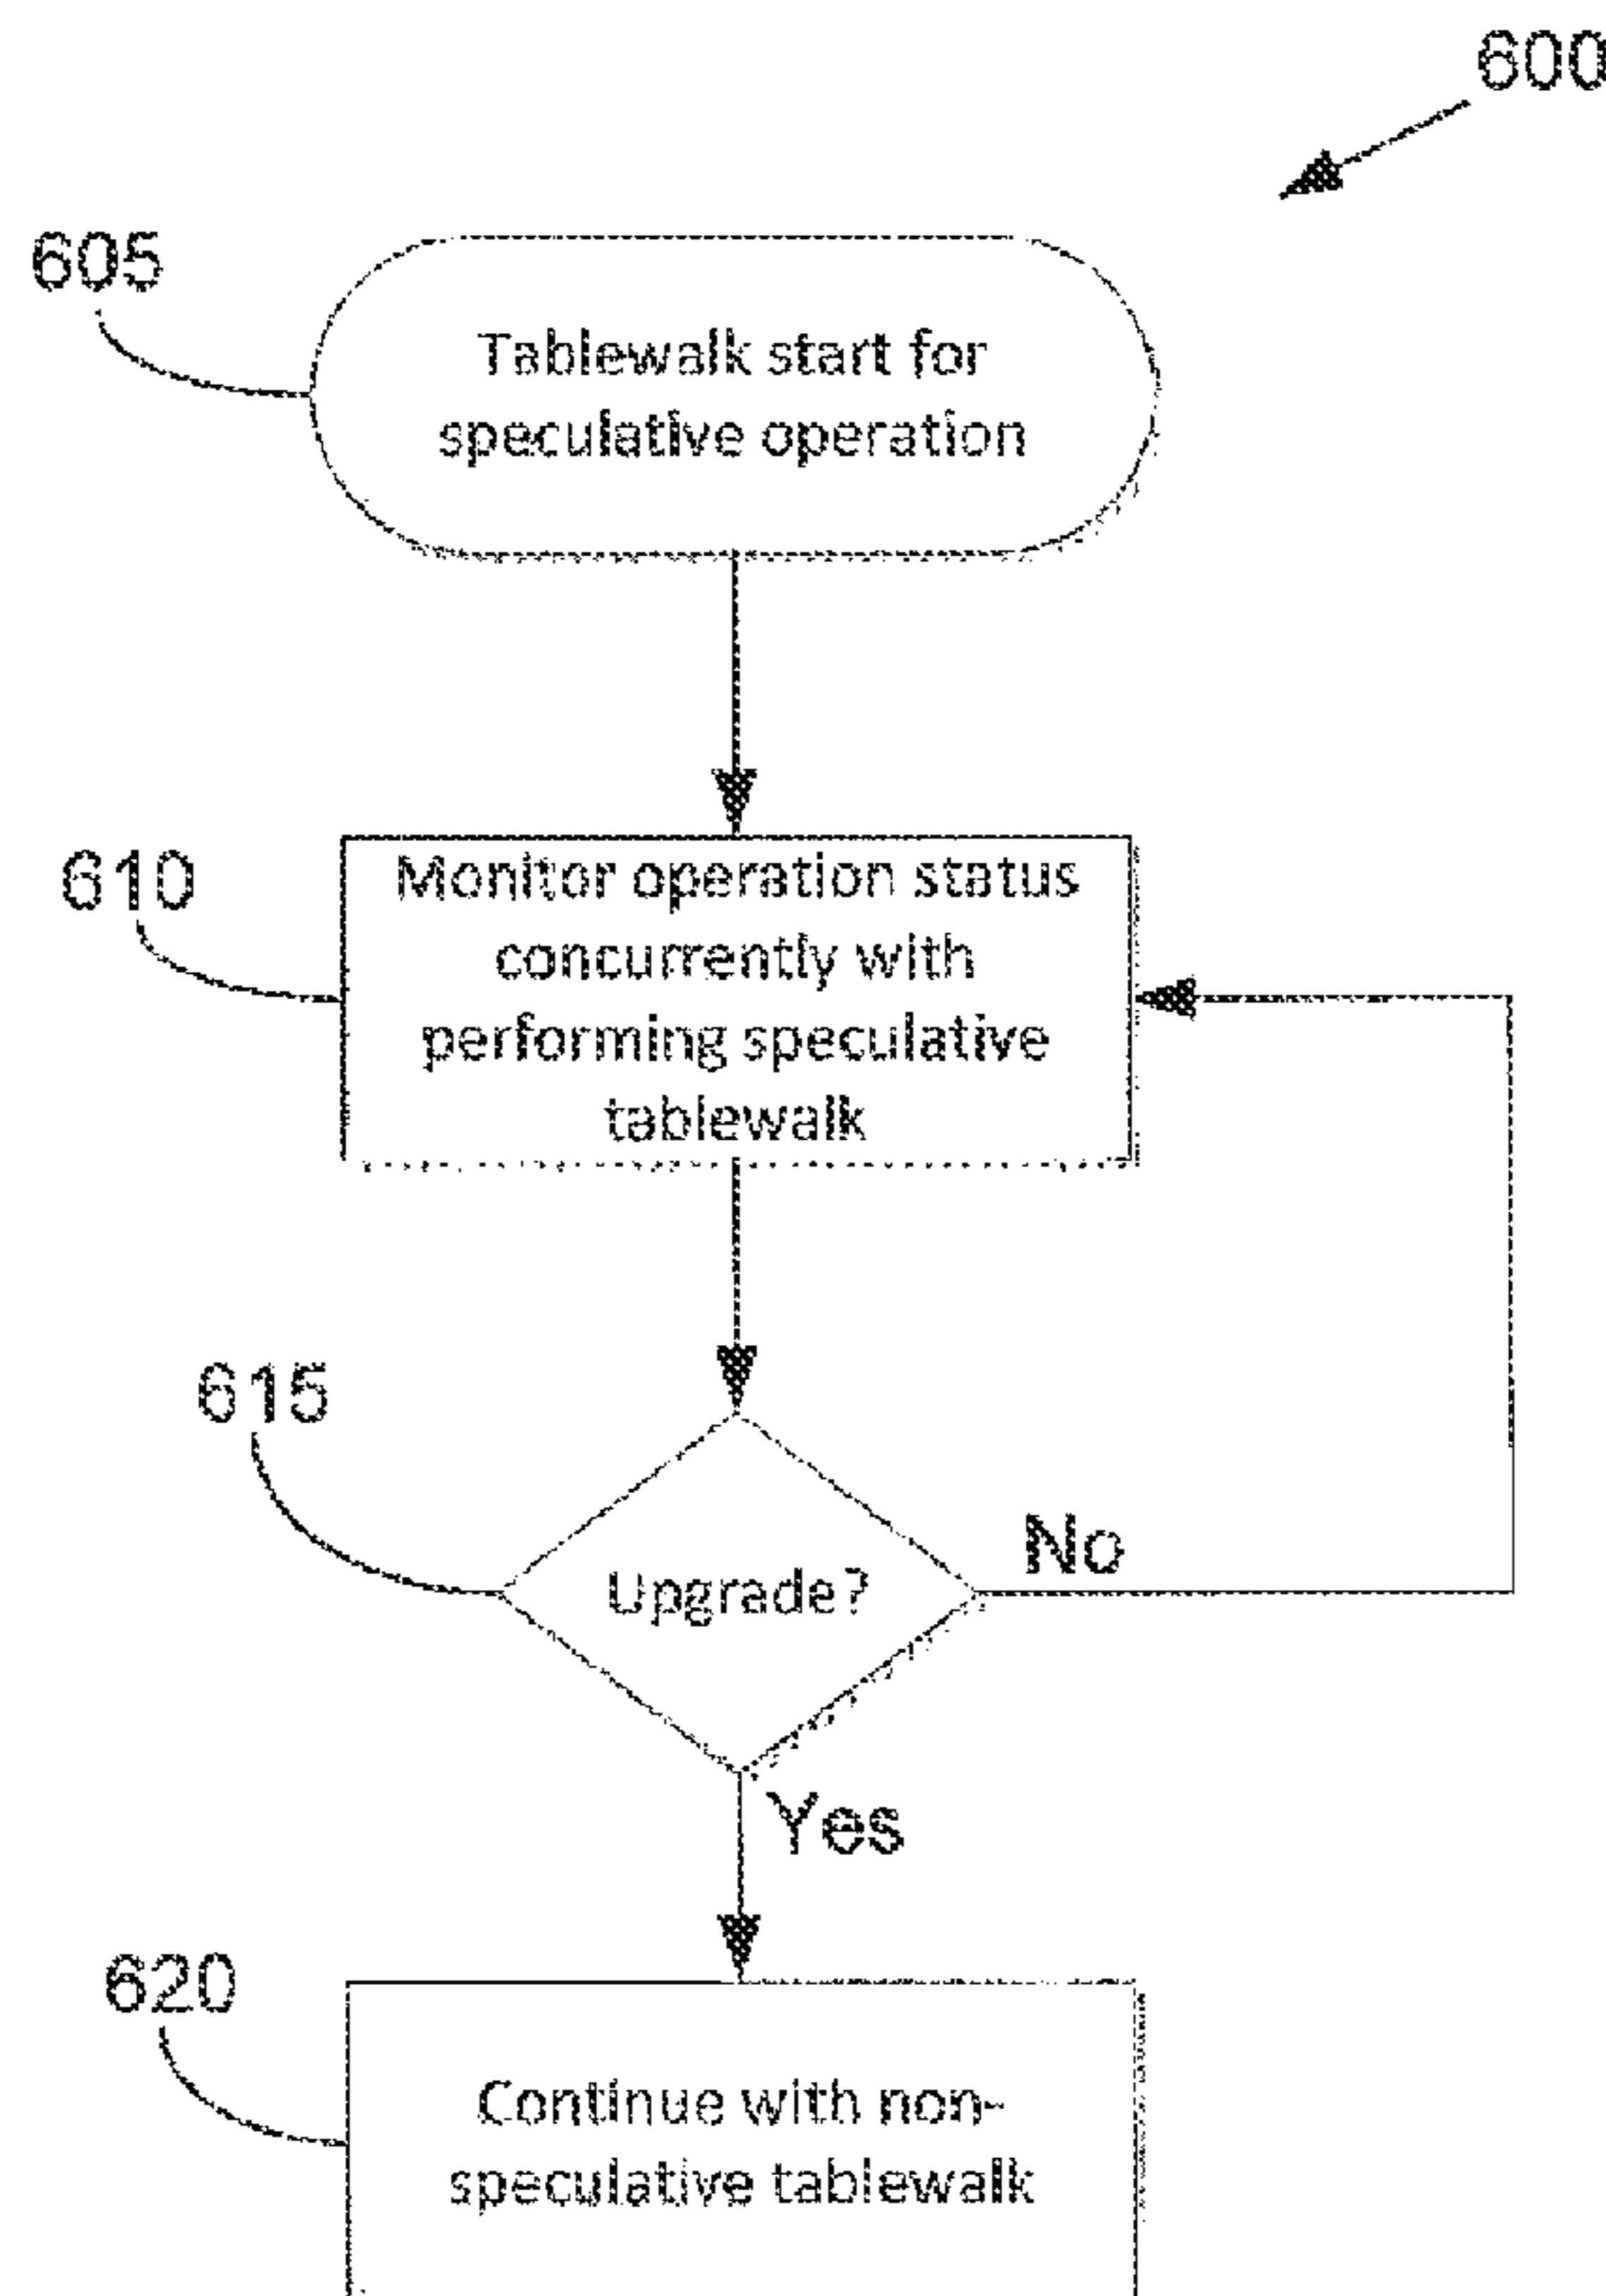 600
605
Tablewalk start for
speculative operation
610
Monitor operation status
concurrently with
performing speculative
tablewalk
615
Upgrade?
No
Yes
620
Continue with non-
speculative tablewalk